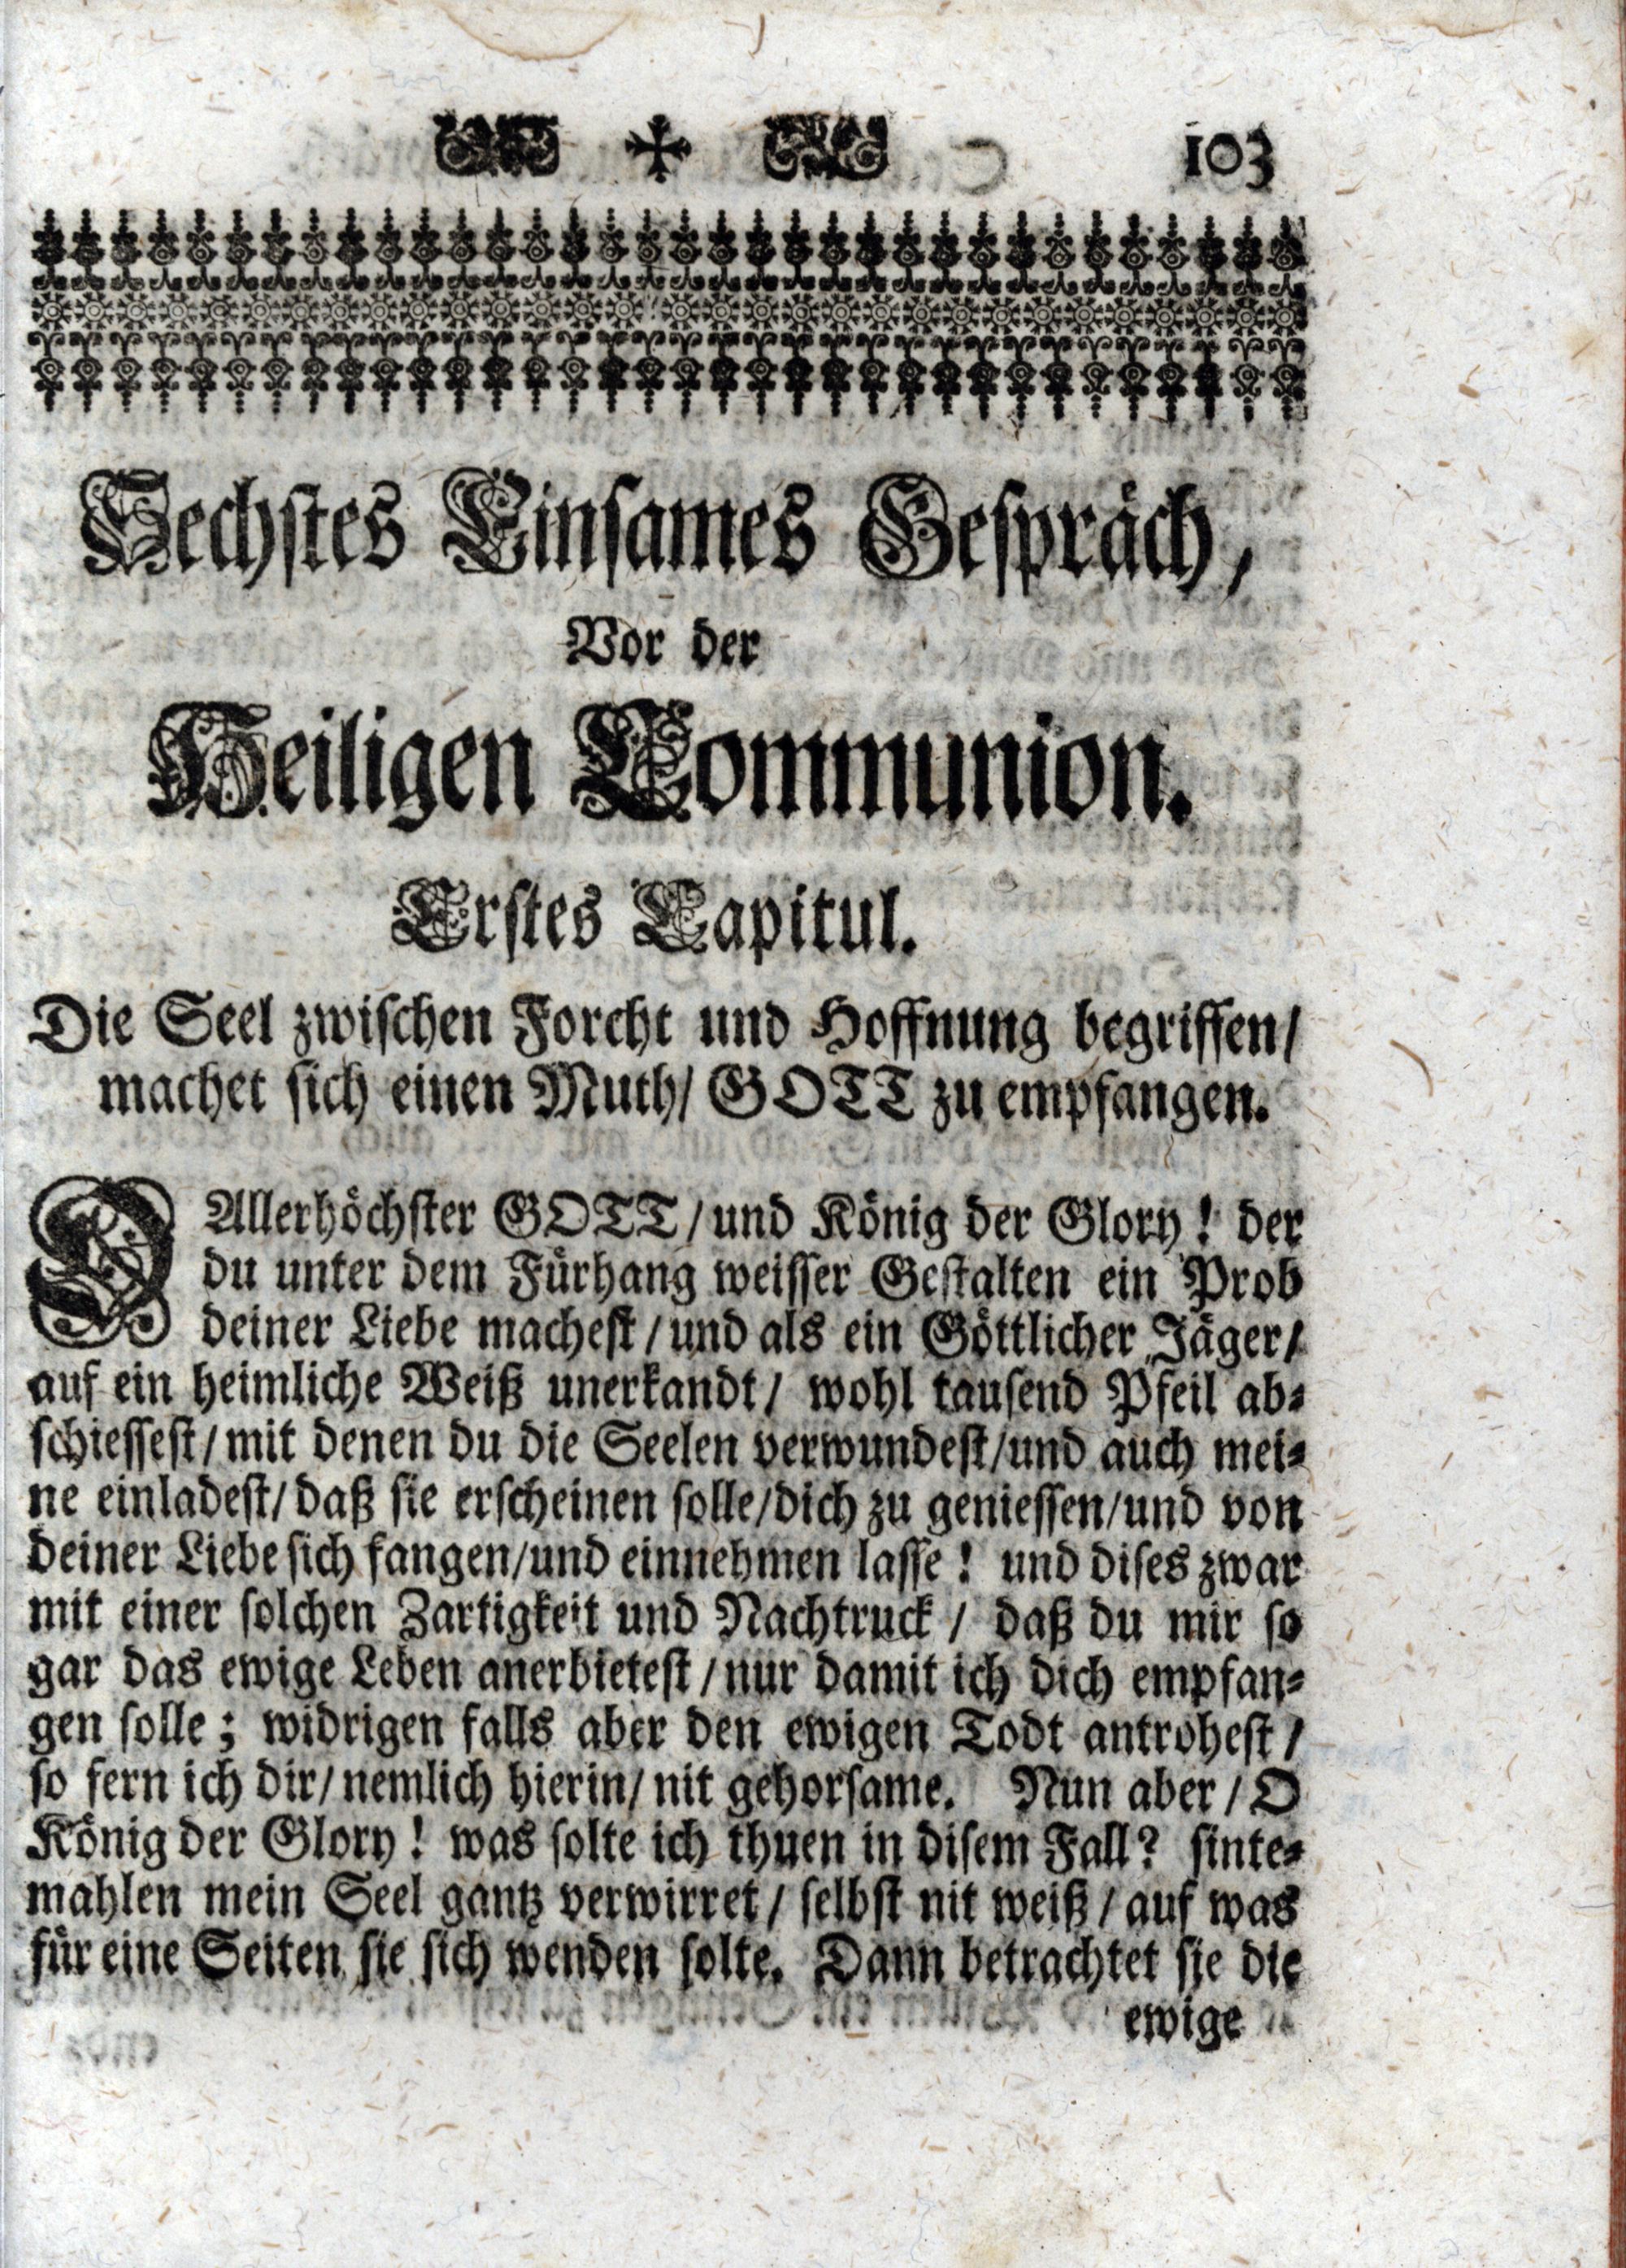 103
Sechstes Einsames Gespräch,
Vor der
Heiligen Communion.
Erstes Capitul.
Die Seel zwischen Forcht und Hoffnung begriffen/
machet sich einen Muth/ GOTT zu empfangen.
O Allerhöchster GOTT/ und König der Glory! der
du unter dem Fürhang weisser Gestalten ein Prob
deiner Liebe machest/ und als ein Göttlicher Jäger/
auf ein heimliche Weiß unerkandt/ wohl tausend Pfeil ab-
schiessest/ mit denen du die Seelen verwundest/ und auch mei-
ne einladest/ daß sie erscheinen solle/ dich zu geniessen/ und von
deiner Liebe sich fangen/ und einnehmen lasse! und dises zwar
mit einer solchen Zartigkeit und Nachtruck/ daß du mir so
gar das ewige Leben anerbietest/ nur damit ich dich empfan-
gen solle; widrigen falls aber den ewigen Todt antrohest/
so fern ich dir/ nemlich hierin/ nit gehorsame. Nun aber/ O
König der Glory! was solte ich thuen in disem Fall? sinte-
mahlen mein Seel gantz verwirret/ selbst nit weiß/ auf was
für eine Seiten sie sich wenden solte. Dann betrachtet sie die
ewige